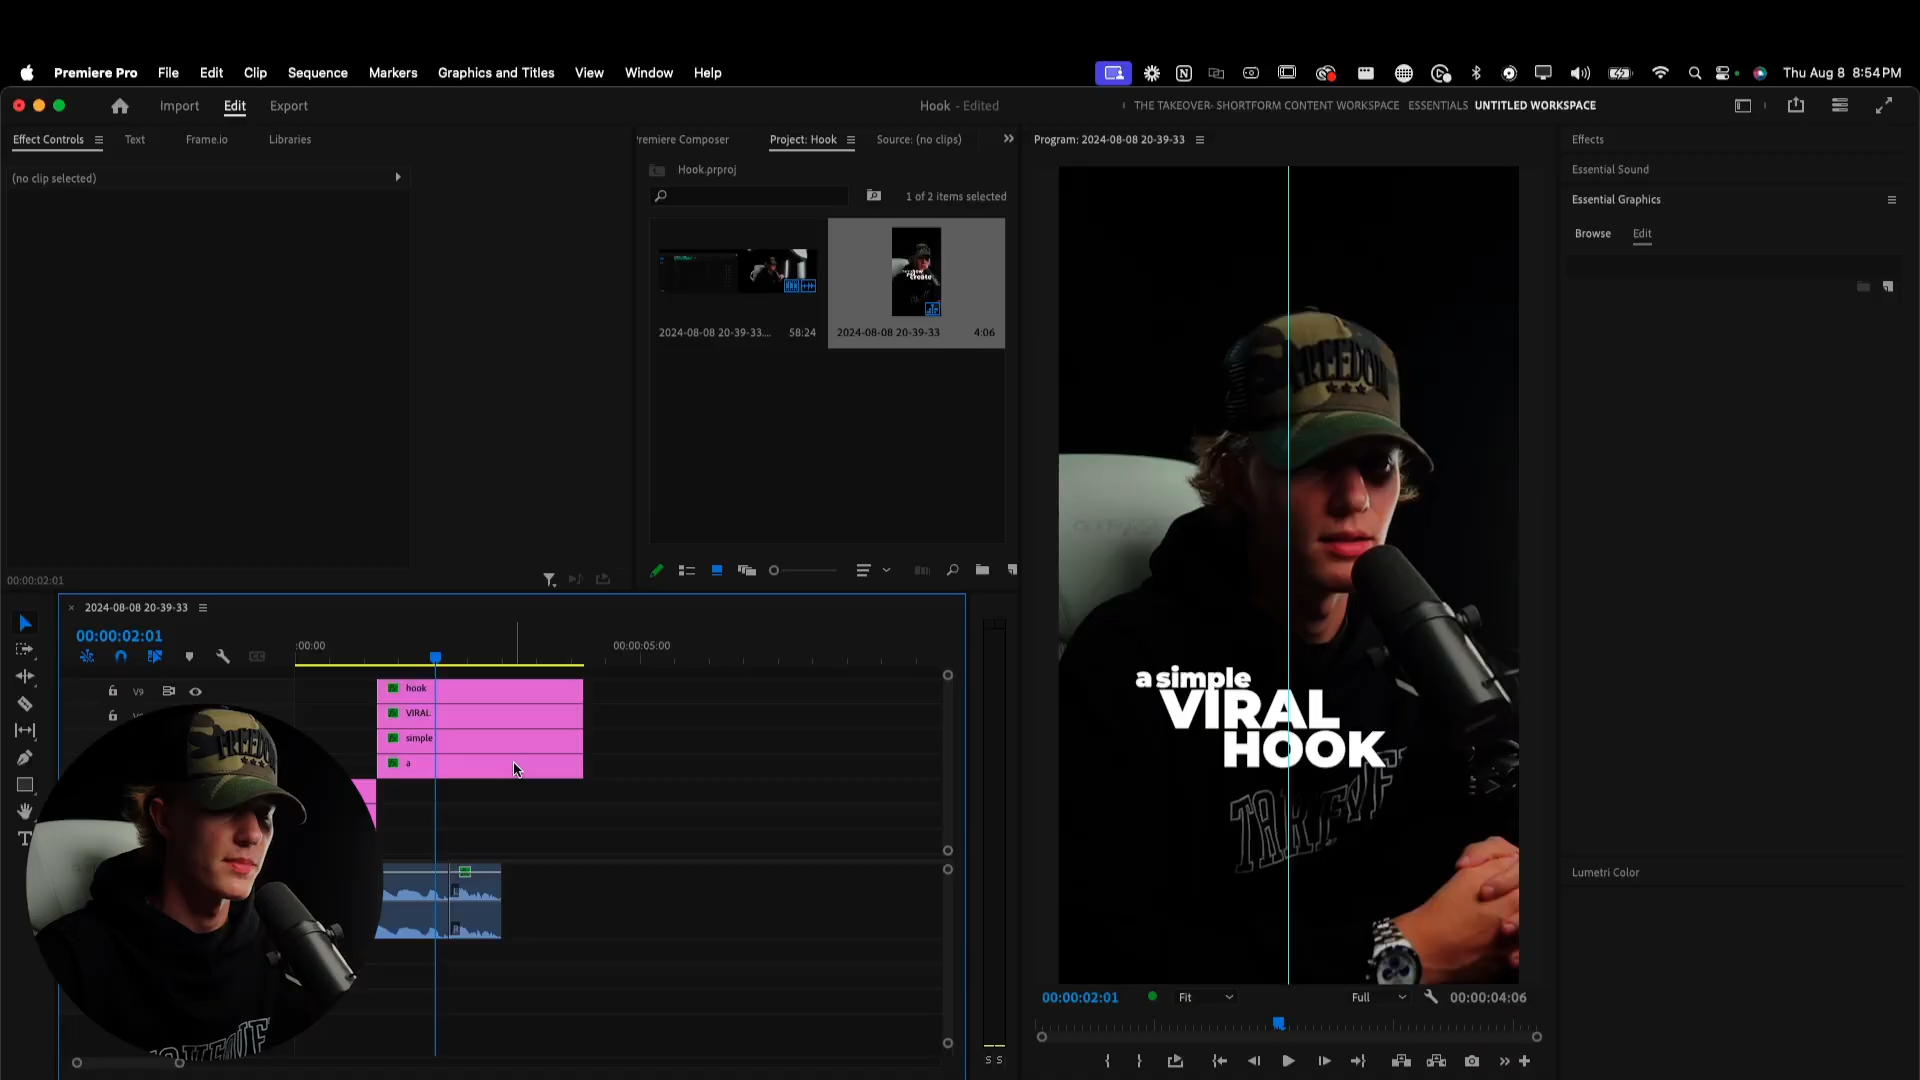 Premiere Pro File Edit Clip Sequence Markers Graphics and Titles View Window Help Thu Aug 8 8:54 PM
Import Edit Export Hook - Edited THE TAKEOVER- SHORTFORM CONTENT WORKSPACE ESSENTIALS UNTITLED WORKSPACE
Effect Controls Text Frame.io Libraries
remiere Composer Project: Hook Source: (no clips)
Program: 2024-08-08 20-39-33
Effects
(no clip selected)
Hook.prproj
1 of 2 items selected
Essential Sound
Essential Graphics
Browse Edit
2024-08-08 20-39-33... 58:24
2024-08-08 20-39-33 4:06
create
FREEDOM
a simple
VIRAL
HOOK
00:00:02:01
2024-08-08 20-39-33
00:00:02:01
:00:00 00:00:05:00
V9
hook
VIRAL
simple
a
FREEDOM
S S
Lumetri Color
00:00:02:01 Fit Full 00:00:04:06